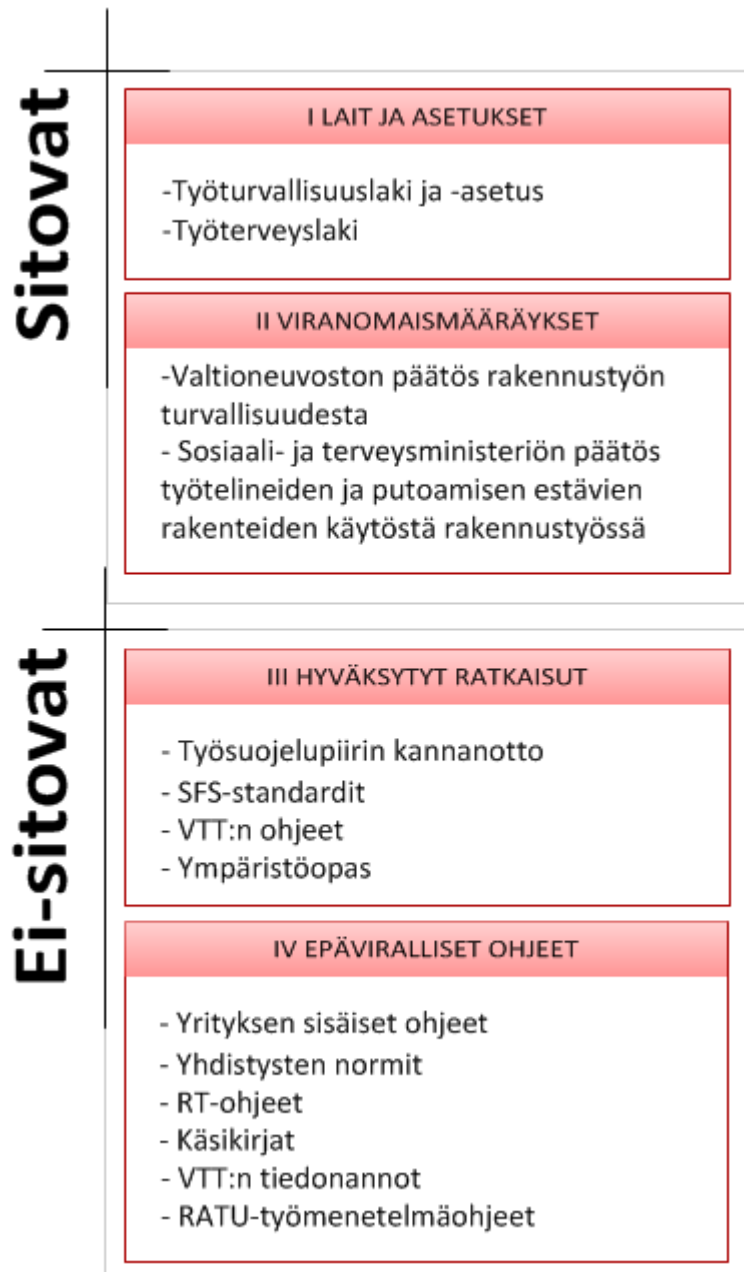 Sitovat
I LAIT JA ASETUKSET
-Työturvallisuuslaki ja -asetus
-Työterveyslaki
II VIRANOMAISMÄÄRÄYKSET
-Valtioneuvoston päätös rakennustyön
turvallisuudesta
- Sosiaali- ja terveysministeriön päätös
työtelineiden ja putoamisen estävien
rakenteiden käytöstä rakennustyössä
Ei-sitovat
III HYVÄKSYTYT RATKAISUT
- Työsuojelupiirin kannanotto
- SFS-standardit
- VTT:n ohjeet
- Ympäristöopas
IV EPÄVIRALLISET OHJEET
- Yrityksen sisäiset ohjeet
- Yhdistysten normit
- RT-ohjeet
- Käsikirjat
- VTT:n tiedonannot
- RATU-työmenetelmäohjeet